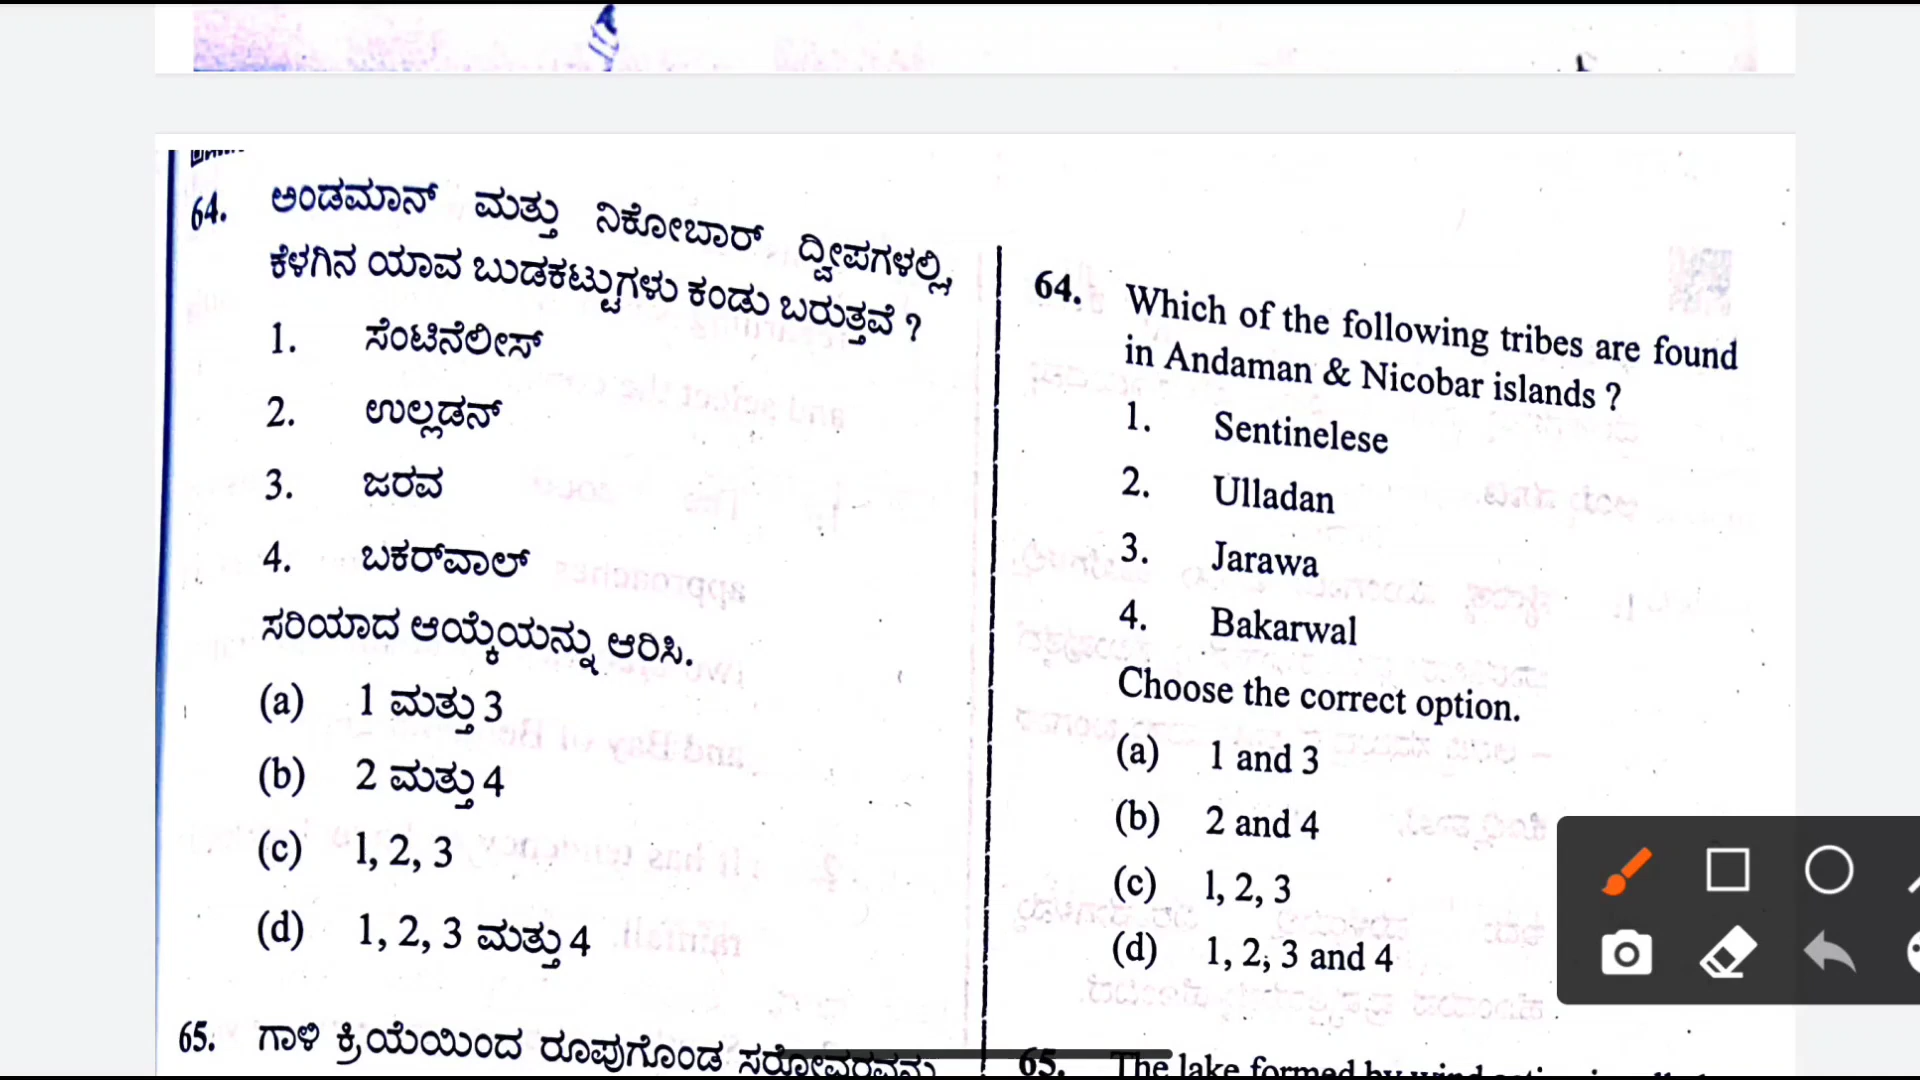 64. ಅಂಡಮಾನ್ ಮತ್ತು ನಿಕೋಬಾರ್ ದ್ವೀಪಗಳಲ್ಲಿ,
ಕೆಳಗಿನ ಯಾವ ಬುಡಕಟ್ಟುಗಳು ಕಂಡು ಬರುತ್ತವೆ ?
1. ಸೆಂಟಿನೆಲೀಸ್
2. ಉಲ್ಲಡನ್
3. ಜರವ
4. ಬಕರ್‌ವಾಲ್
ಸರಿಯಾದ ಆಯ್ಕೆಯನ್ನು ಆರಿಸಿ.
(a) 1 ಮತ್ತು 3
(b) 2 ಮತ್ತು 4
(c) 1, 2, 3
(d) 1, 2, 3 ಮತ್ತು 4
65. ಗಾಳಿ ಕ್ರಿಯೆಯಿಂದ ರೂಪುಗೊಂಡ ಸರೋವರವನ್ನು
64. Which of the following tribes are found
in Andaman & Nicobar islands ?
1. Sentinelese
2. Ulladan
3. Jarawa
4. Bakarwal
Choose the correct option.
(a) 1 and 3
(b) 2 and 4
(c) 1, 2, 3
(d) 1, 2, 3 and 4
65. The lake formed by wind